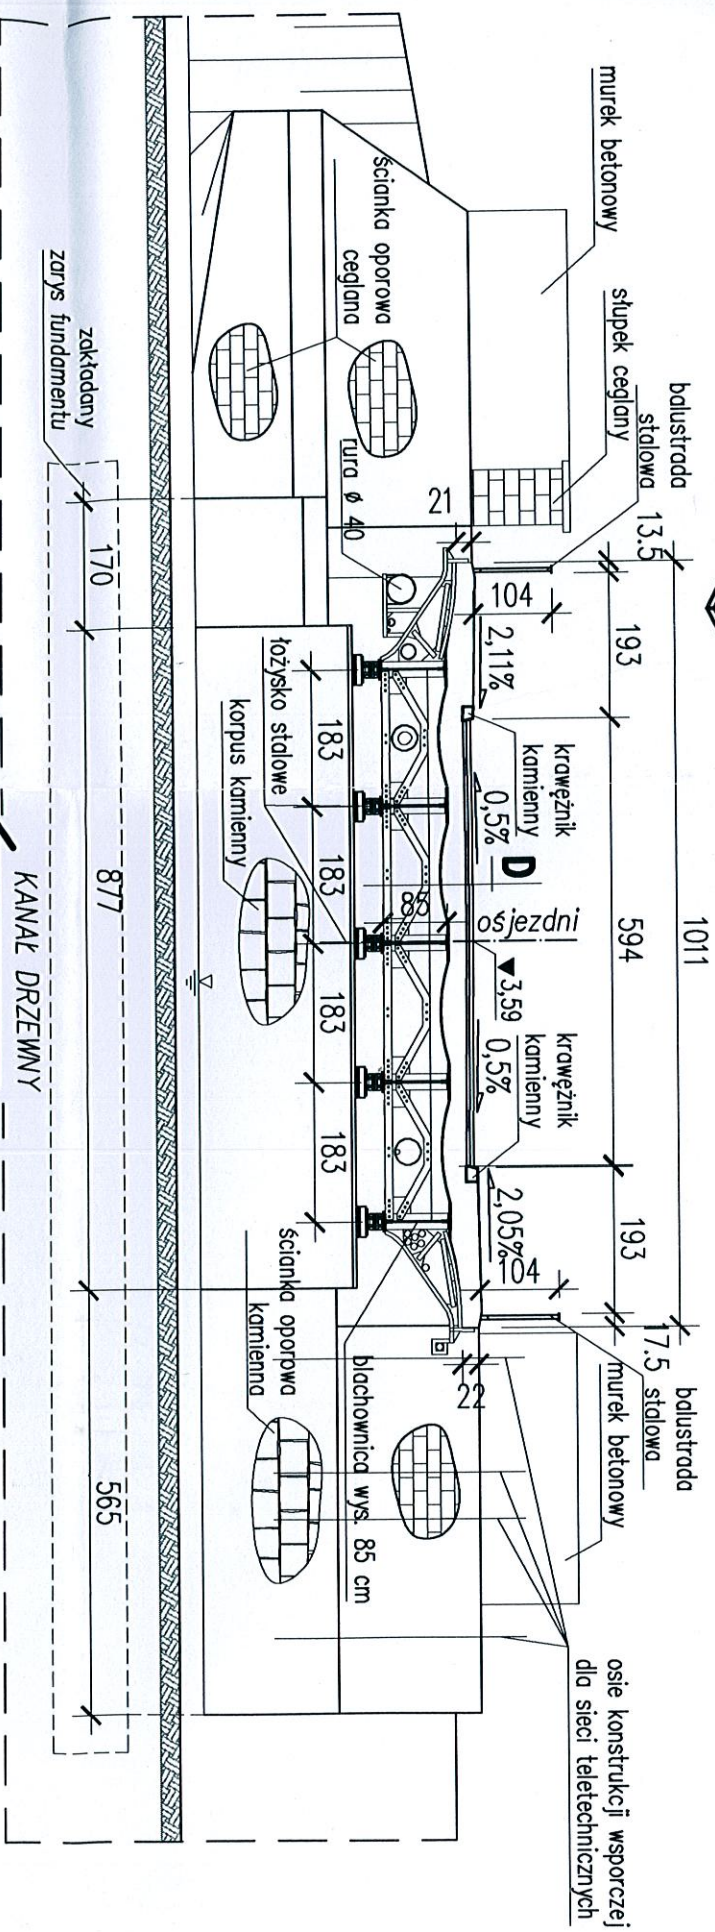 murek betonowy
słupek ceglany
balustrada
stalowa
13.5
ścianka oporowa
ceglana
rura ø 40
21
104
193
2,11%
krawężnik
kamienny
0,5%
D
594
1011
oś jezdni
3,59
0,5%
krawężnik
kamienny
2,05%
104
193
17.5
balustrada
stalowa
murek betonowy
22
osie konstrukcji wsporczej
dla sieci teletechnicznych
85
łożysko stalowe
korpus kamienny
183
183
183
183
ścianka oporowa
kamienna
blachownica wys. 85 cm
zakładany
zarys fundamentu
170
877
565
KANAŁ DRZEWNY